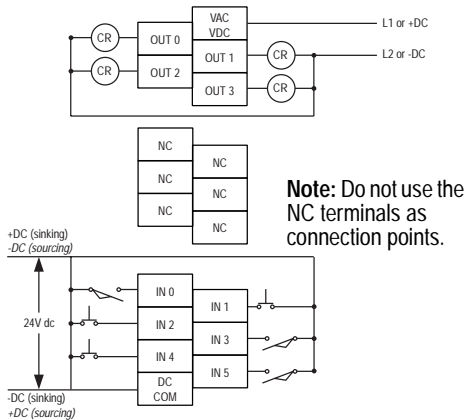 VAC
VDC
L1 or +DC
CR
OUT 0
OUT 1
CR
L2 or -DC
CR
OUT 2
OUT 3
CR
NC
NC
NC
NC
NC
NC
Note: Do not use the
NC terminals as
connection points.
+DC (sinking)
-DC (sourcing)
24V dc
IN 0
IN 1
IN 2
IN 3
IN 4
IN 5
DC
COM
-DC (sinking)
+DC (sourcing)